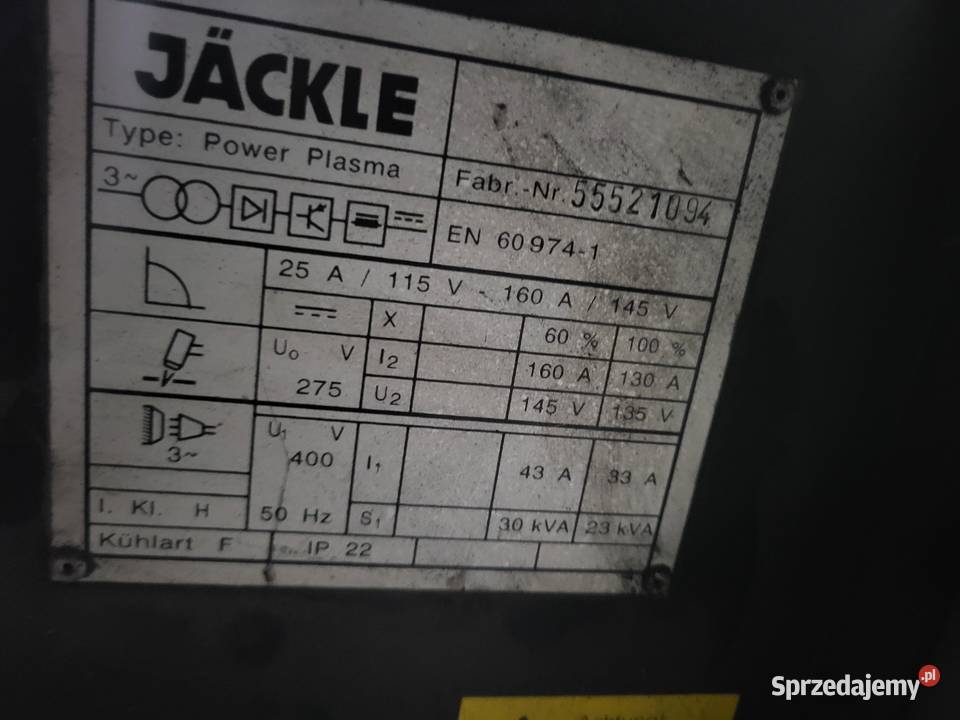 JÄCKLE
Type: Power Plasma
Fabr.-Nr. 55521094
3~
EN 60974-1
25 A / 115 V - 160 A / 145 V
X 60 % 100 %
U₀ V I₂ 160 A 130 A
275 U₂ 145 V 135 V
U₁ V
3~ 400 I₁ 43 A 33 A
I. Kl. H 50 Hz S₁ 30 kVA 23 kVA
Kühlart F IP 22
Sprzedajemy.pl